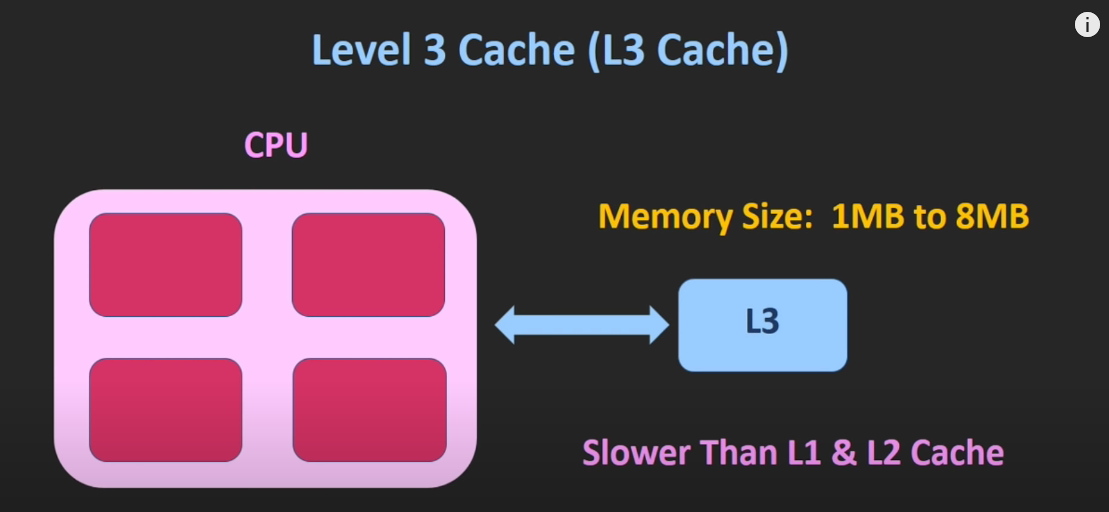 Level 3 Cache (L3 Cache)
CPU
Memory Size: 1MB to 8MB
L3
Slower Than L1 & L2 Cache
i